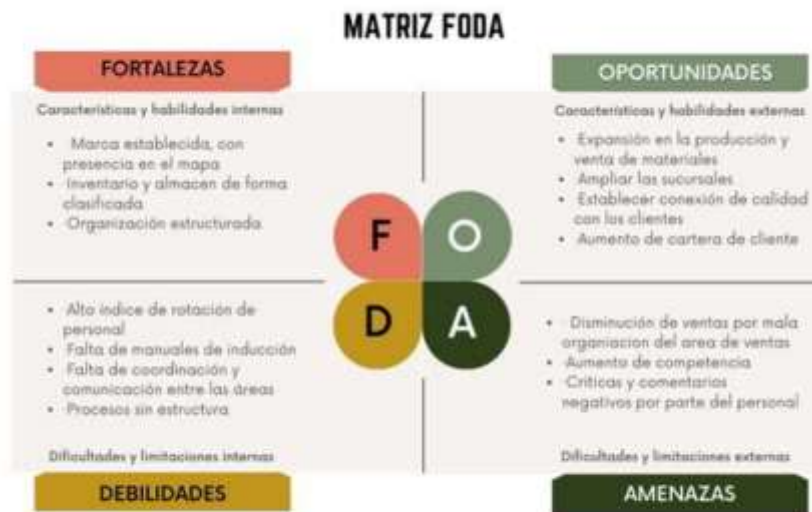 MATRIZ FODA
FORTALEZAS
Características y habilidades internas
• Marca establecida, con
presencia en el mapa
• Inventario y almacen de forma
clasificada
• Organización estructurada
OPORTUNIDADES
Características y habilidades externas
• Expansión en la producción y
venta de materiales
• Ampliar las sucursales
• Establecer conexión de calidad
con los clientes
• Aumento de cartera de cliente
F
O
D
A
• Alto índice de rotación de
personal
• Falta de manuales de inducción
• Falta de coordinación y
comunicación entre las áreas
• Procesos sin estructura
Dificultades y limitaciones internas
DEBILIDADES
• Disminución de ventas por mala
organiacion del area de ventas
• Aumento de competencia
• Críticas y comentarios
negativos por parte del personal
Dificultades y limitaciones externas
AMENAZAS